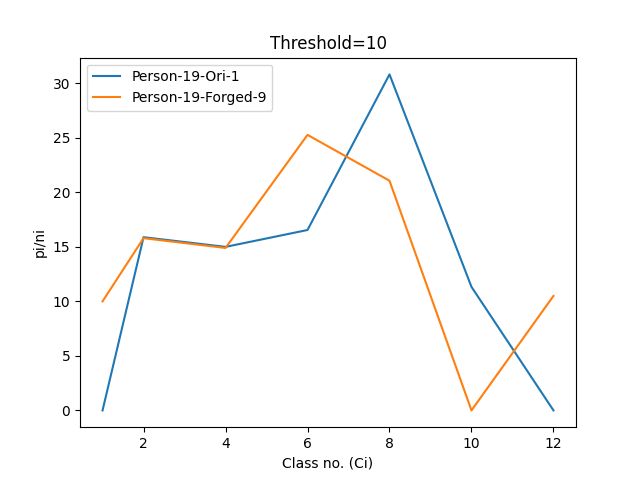 Threshold=10
Person-19-Ori-1
Person-19-Forged-9
30
25
20
15
10
5
0
pi/ni
2 4 6 8 10 12
Class no. (Ci)